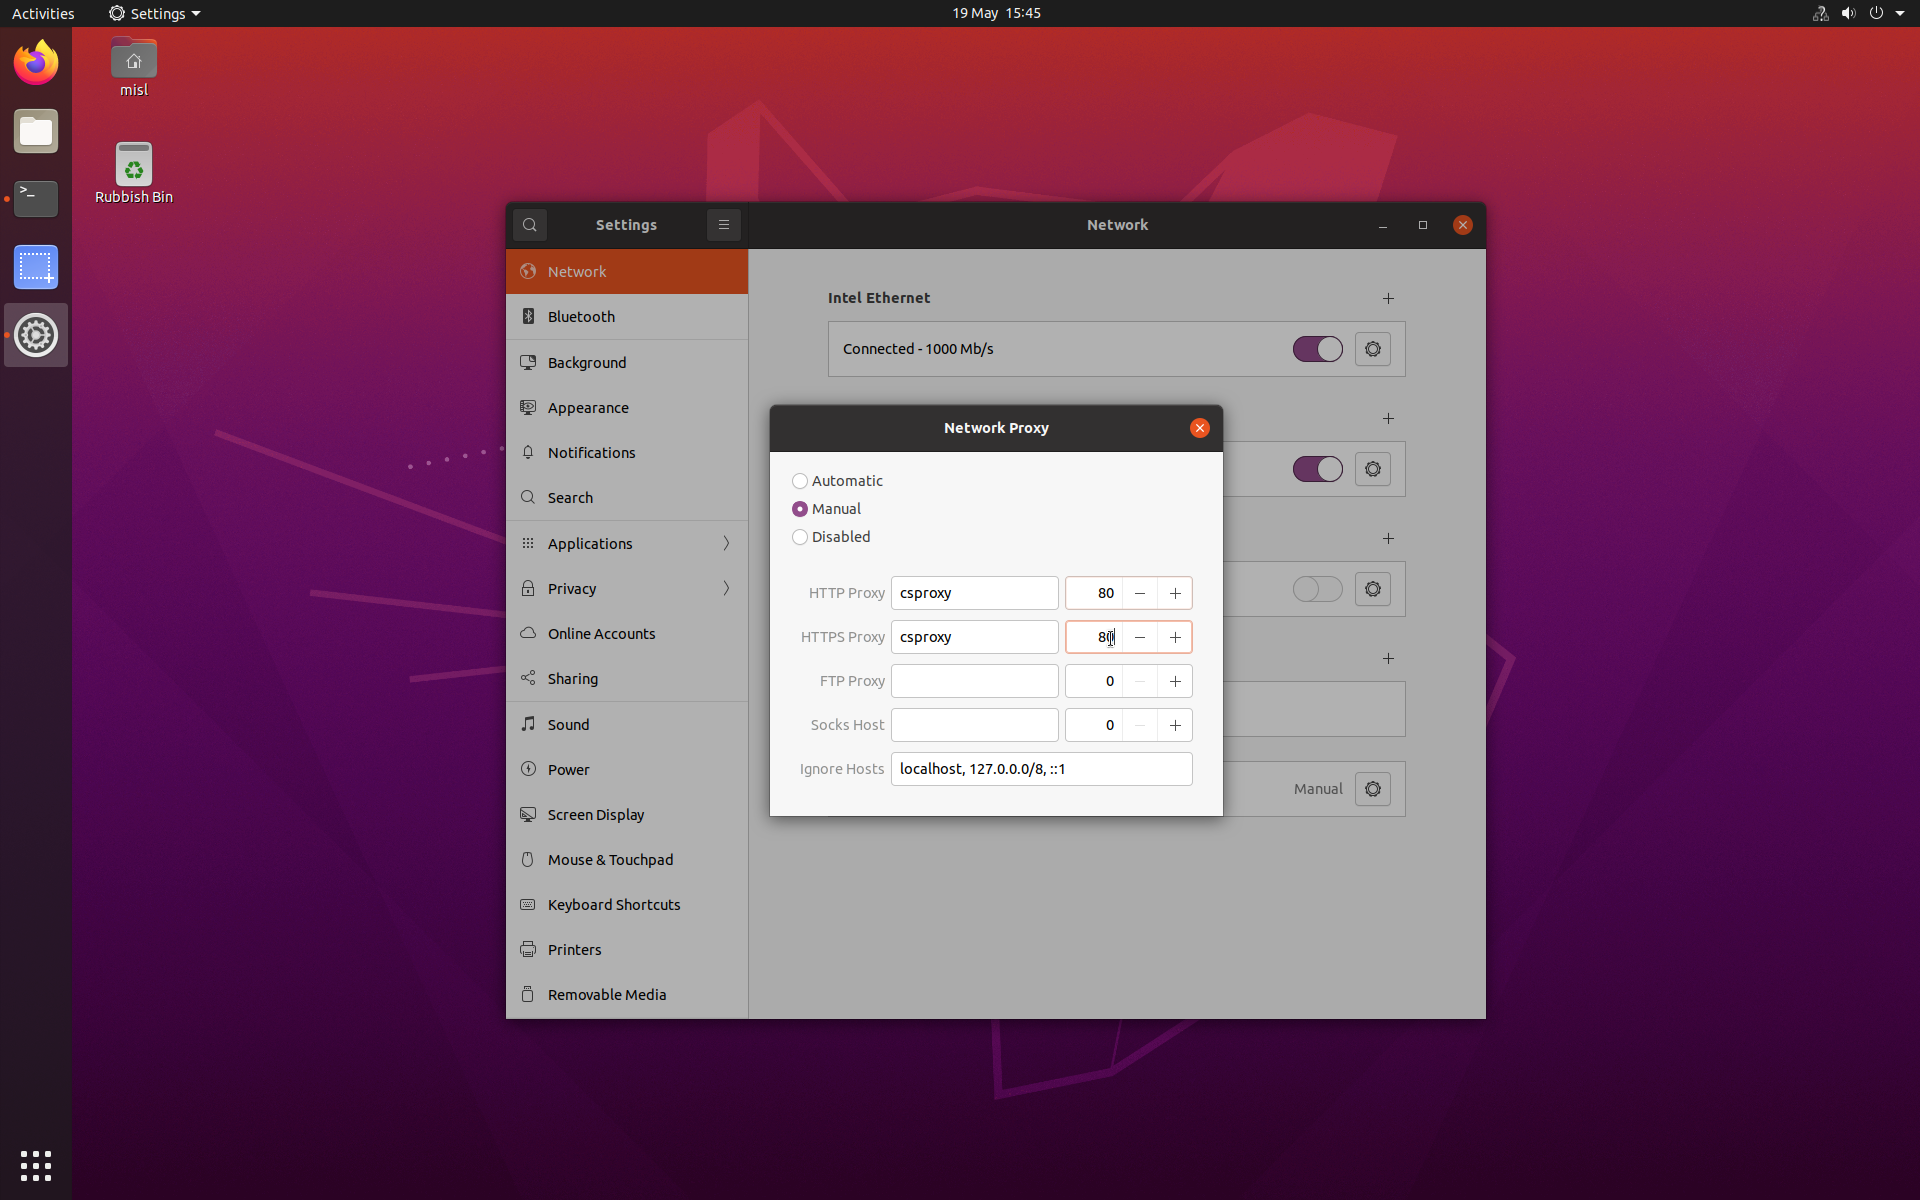 Activities
Settings
19 May 15:45
misl
Rubbish Bin
Settings
Network
Network
Bluetooth
Background
Appearance
Notifications
Search
Applications
Privacy
Online Accounts
Sharing
Sound
Power
Screen Display
Mouse & Touchpad
Keyboard Shortcuts
Printers
Removable Media
Intel Ethernet
Connected - 1000 Mb/s
Network Proxy
Automatic
Manual
Disabled
HTTP Proxy csproxy 80
HTTPS Proxy csproxy 80
FTP Proxy 0
Socks Host 0
Ignore Hosts localhost, 127.0.0.0/8, ::1
Manual